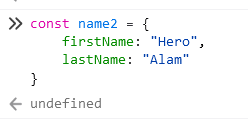 >> const name2 = {
firstName: "Hero",
lastName: "Alam"
}
← undefined